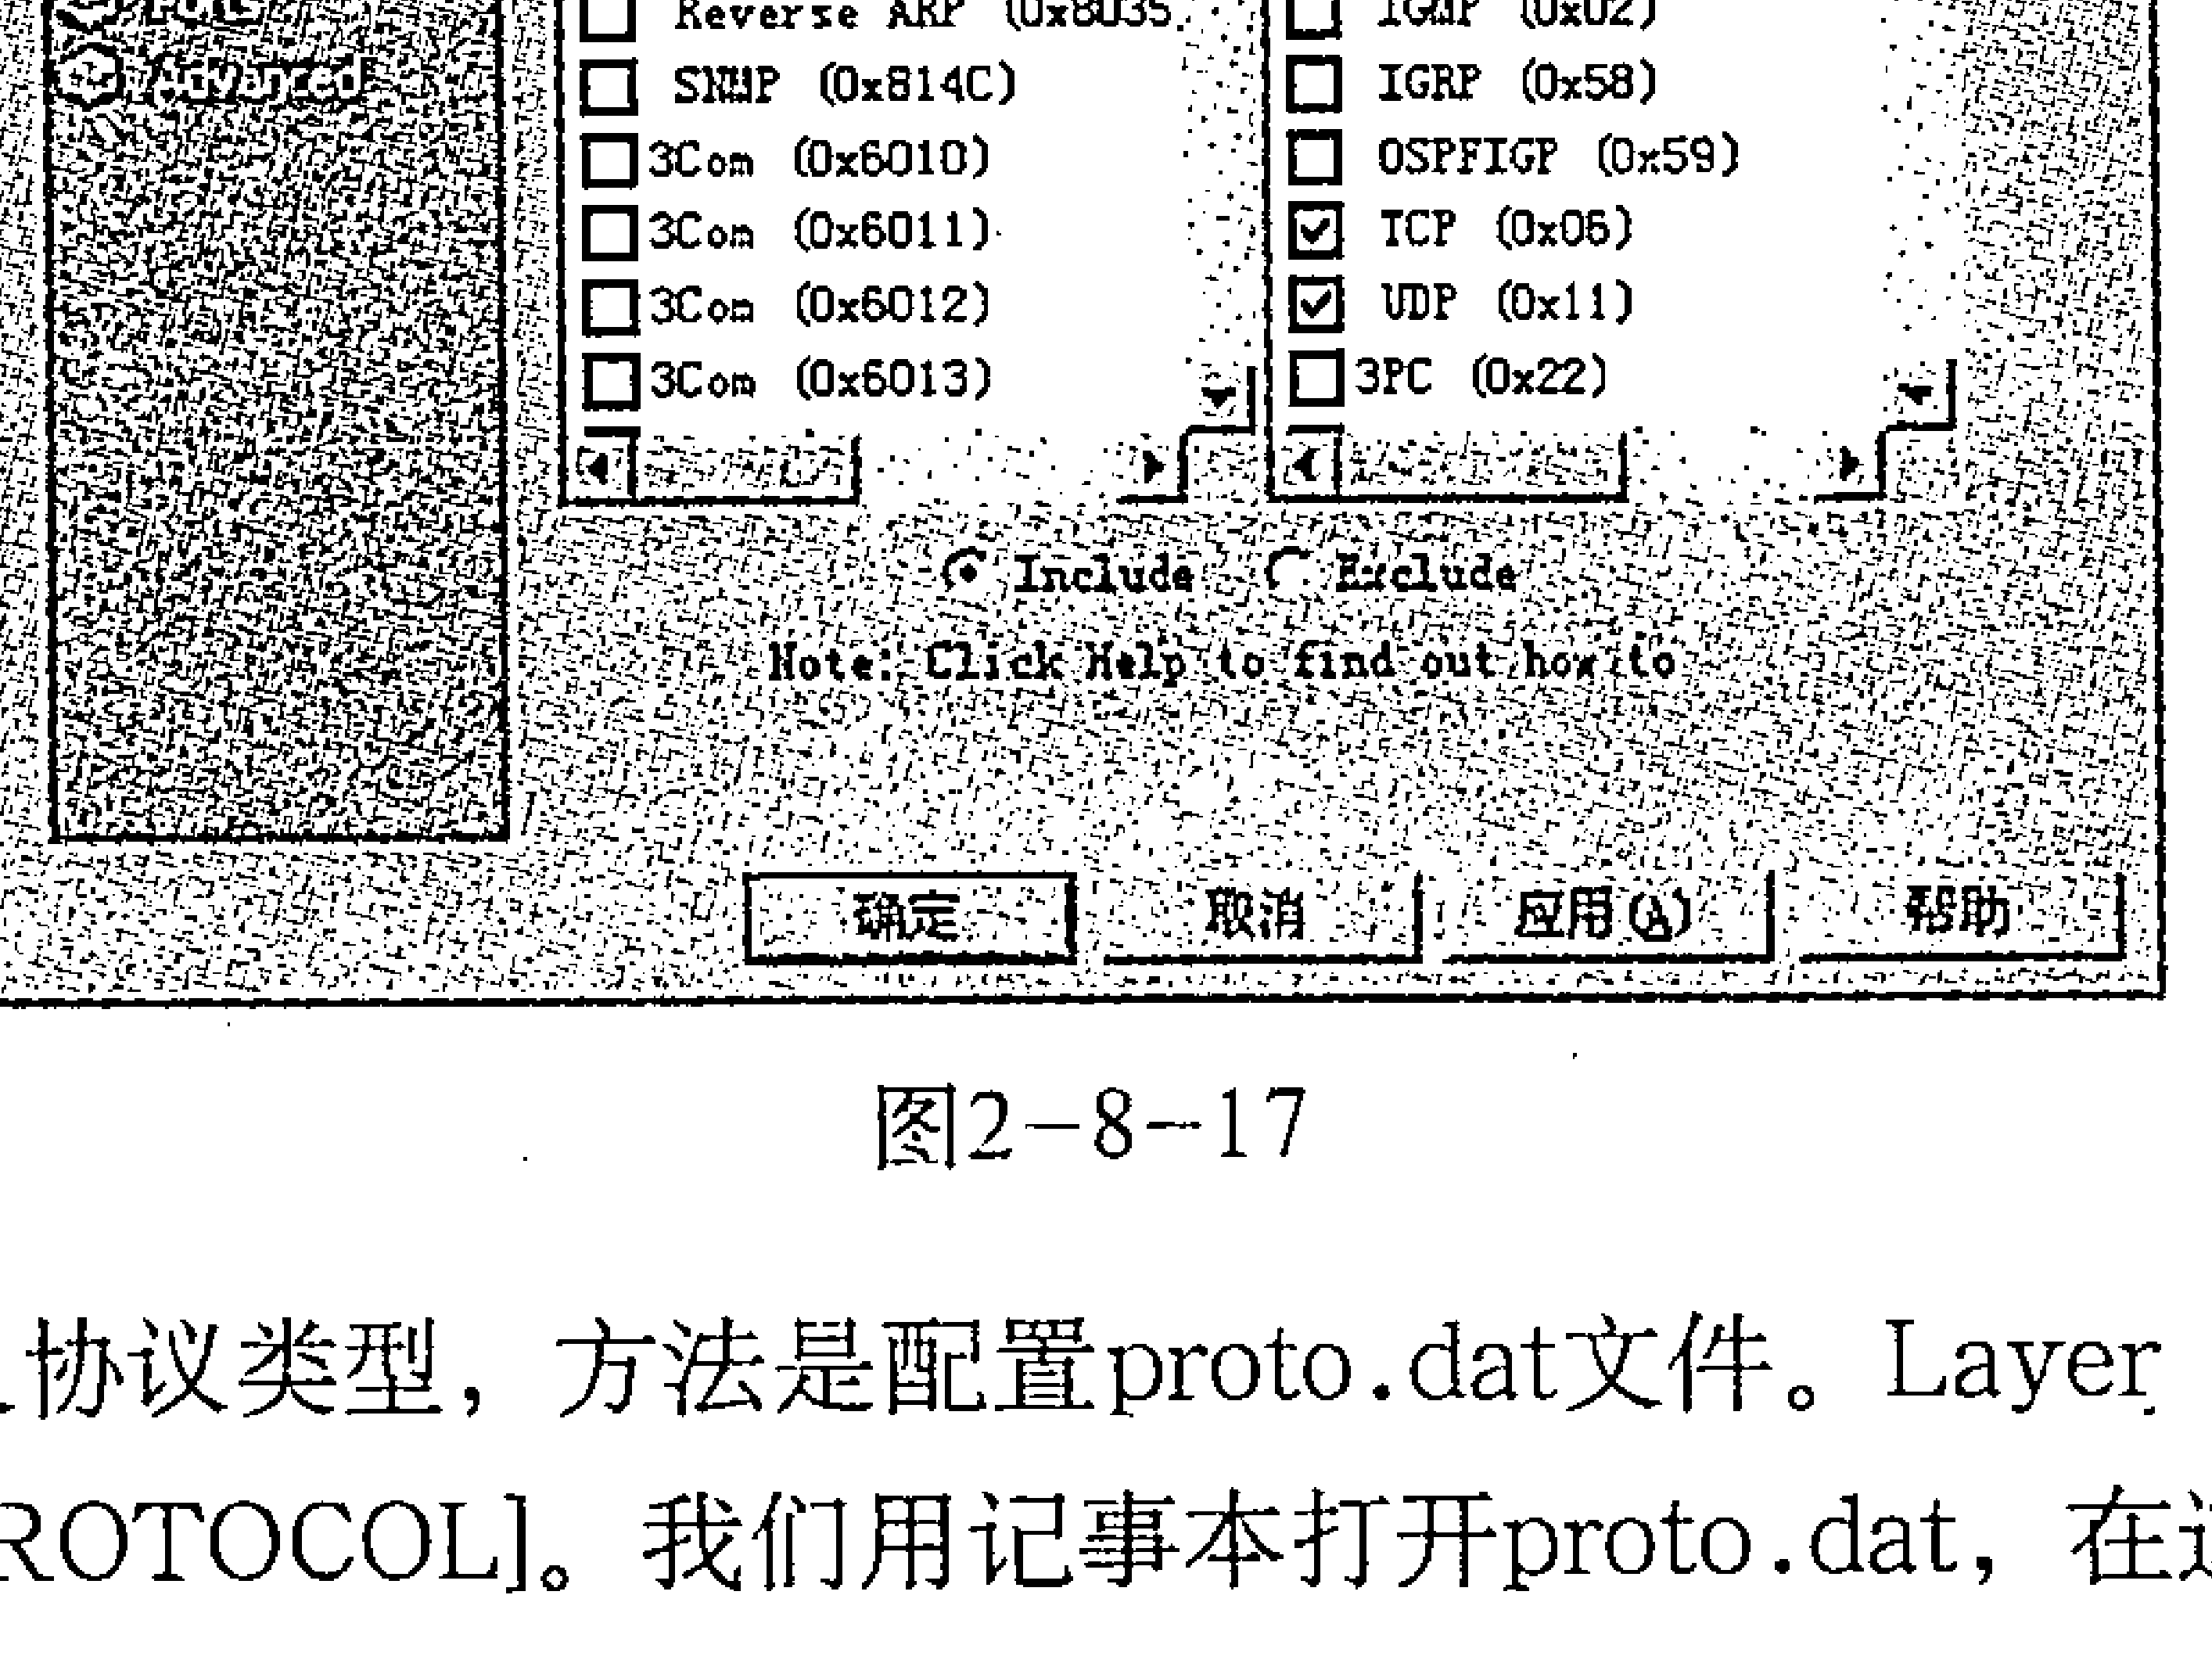 Advanced
Reverse ARP (0x8035
SNMP (0x814C)
3Com (0x6010)
3Com (0x6011)
3Com (0x6012)
3Com (0x6013)
IGMP (0x02)
IGRP (0x58)
OSPFIGP (0x59)
TCP (0x06)
UDP (0x11)
3PC (0x22)
Include Exclude
Note: Click Help to find out how to
确定 取消 应用(A) 帮助
图2-8-17
协议类型，方法是配置proto.dat文件。Layer
ROTOCOL]。我们用记事本打开proto.dat，在